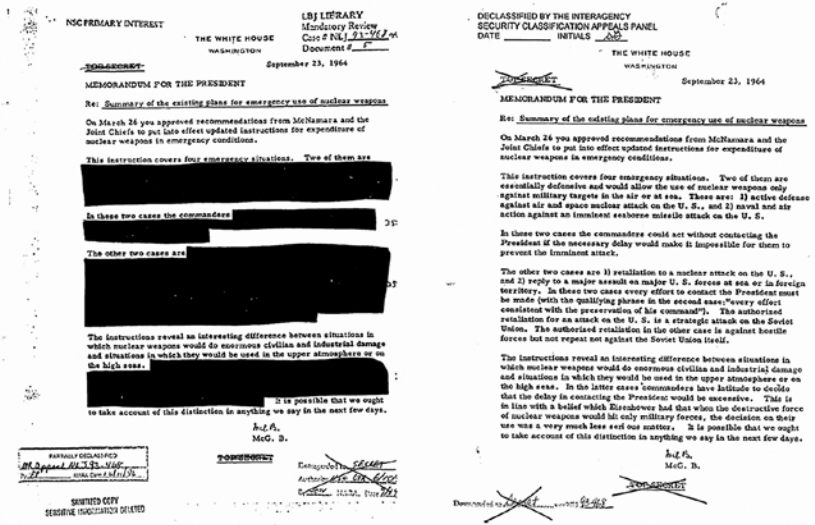 NSC PRIMARY INTEREST
LBJ LIBRARY
Mandatory Review
Case # NLJ 93-468
Document # 5
THE WHITE HOUSE
WASHINGTON
TOP SECRET
September 23, 1964
MEMORANDUM FOR THE PRESIDENT
Re: Summary of the existing plans for emergency use of nuclear weapons
On March 26 you approved recommendations from McNamara and the
Joint Chiefs to put into effect updated instructions for expenditure of
nuclear weapons in emergency conditions.
This instruction covers four emergency situations. Two of them are
In these two cases the commanders
The other two cases are
The instructions reveal an interesting difference between situations in
which nuclear weapons would do enormous civilian and industrial damage
and situations in which they would be used in the upper atmosphere or on
the high seas.
It is possible that we ought
to take account of this distinction in anything we say in the next few days.
McG. B.
PARTIALLY DECLASSIFIED
TOP SECRET
SANITIZED COPY
SENSITIVE INFORMATION DELETED
DECLASSIFIED BY THE INTERAGENCY
SECURITY CLASSIFICATION APPEALS PANEL
DATE INITIALS
THE WHITE HOUSE
WASHINGTON
TOP SECRET
September 23, 1964
MEMORANDUM FOR THE PRESIDENT
Re: Summary of the existing plans for emergency use of nuclear weapons
On March 26 you approved recommendations from McNamara and the
Joint Chiefs to put into effect updated instructions for expenditure of
nuclear weapons in emergency conditions.
This instruction covers four emergency situations. Two of them are
essentially defensive and would allow the use of nuclear weapons only
against military targets in the air or at sea. These are: 1) active defense
against air and space nuclear attack on the U. S., and 2) naval and air
action against an imminent seaborne missile attack on the U. S.
In these two cases the commanders could act without contacting the
President if the necessary delay would make it impossible for them to
prevent the imminent attack.
The other two cases are 1) retaliation to a nuclear attack on the U. S.,
and 2) reply to a major assault on major U. S. forces at sea or in foreign
territory. In these two cases every effort to contact the President must
be made (with the qualifying phrase in the second case:"every effort
consistent with the preservation of his command"). The authorized
retaliation for an attack on the U. S. is a strategic attack on the Soviet
Union. The authorized retaliation in the other case is against hostile
forces but not repeat not against the Soviet Union itself.
The instructions reveal an interesting difference between situations in
which nuclear weapons would do enormous civilian and industrial damage
and situations in which they would be used in the upper atmosphere or on
the high seas. In the latter cases commanders have latitude to decide
that the delay in contacting the President would be excessive. This is
in line with a belief which Eisenhower had that when the destructive force
of nuclear weapons would hit only military forces, the decision on their
use was a very much less serious matter. It is possible that we ought
to take account of this distinction in anything we say in the next few days.
McG. B.
TOP SECRET